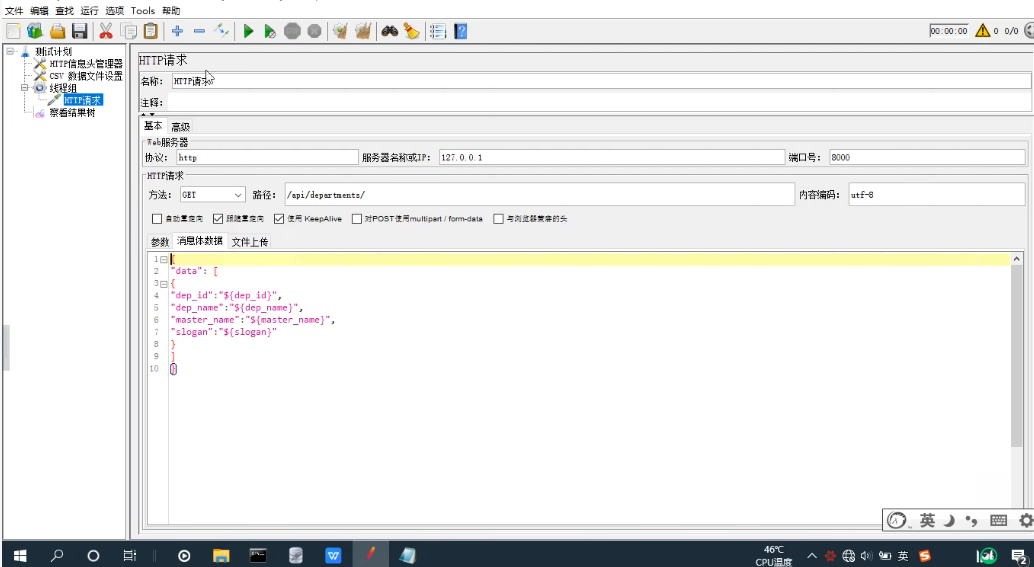 文件 编辑 查找 运行 选项 Tools 帮助
00:00:00 0 0/0
测试计划
HTTP信息头管理器
CSV 数据文件设置
线程组
HTTP请求
察看结果树
HTTP请求
名称: HTTP请求
注释:
基本 高级
Web服务器
协议: http 服务器名称或IP: 127.0.0.1 端口号: 8000
HTTP请求
方法: GET 路径: /api/departments/ 内容编码: utf-8
自动重定向 跟随重定向 使用 KeepAlive 对POST使用multipart / form-data 与浏览器兼容的头
参数 消息体数据 文件上传
1 {
2 "data": [
3 {
4 "dep_id":"${dep_id}",
5 "dep_name":"${dep_name}",
6 "master_name":"${master_name}",
7 "slogan":"${slogan}"
8 }
9 ]
10 }
英
46℃
CPU温度
英
2